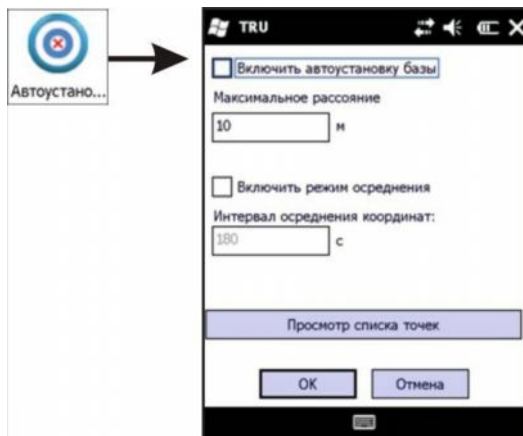 Автоустано...
TRU
Включить автоустановку базы
Максимальное рассояние
10 м
Включить режим осреднения
Интервал осреднения координат:
180 с
Просмотр списка точек
OK Отмена